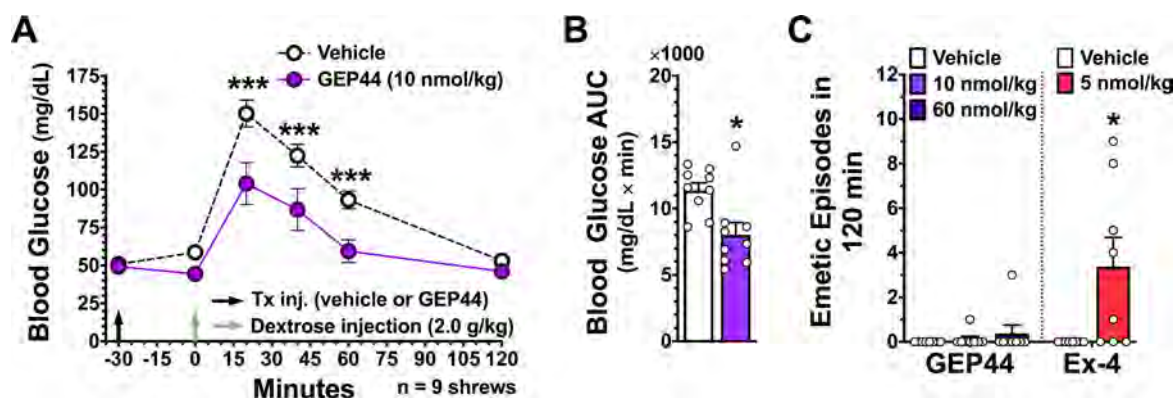 A
Vehicle
GEP44 (10 nmol/kg)
Blood Glucose (mg/dL)
175
150
125
100
75
50
25
0
***
***
***
Tx inj. (vehicle or GEP44)
Dextrose injection (2.0 g/kg)
-30 -15 0 15 30 45 60 75 90 105 120
Minutes
n = 9 shrews
B
×1000
Blood Glucose AUC
(mg/dL × min)
20
15
10
5
0
*
C
Vehicle
10 nmol/kg
60 nmol/kg
Vehicle
5 nmol/kg
Emetic Episodes in
120 min
12
10
8
6
4
2
0
*
GEP44
Ex-4